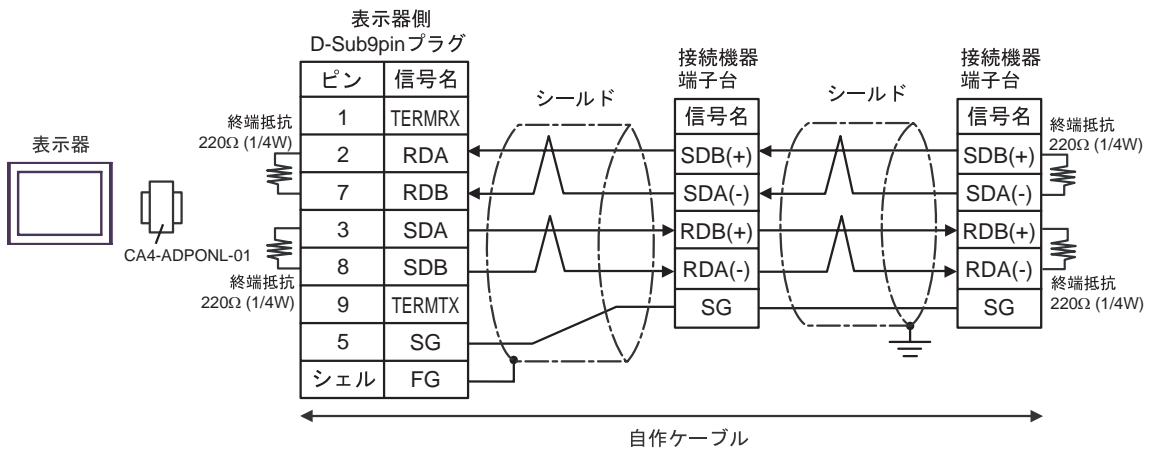 表示器側
D-Sub9pinプラグ
表示器
CA4-ADPONL-01
終端抵抗
220Ω (1/4W)
終端抵抗
220Ω (1/4W)
ピン 信号名
1 TERMRX
2 RDA
7 RDB
3 SDA
8 SDB
9 TERMTX
5 SG
シェル FG
シールド
接続機器
端子台
信号名
SDB(+)
SDA(-)
RDB(+)
RDA(-)
SG
シールド
接続機器
端子台
信号名
SDB(+)
SDA(-)
RDB(+)
RDA(-)
SG
終端抵抗
220Ω (1/4W)
終端抵抗
220Ω (1/4W)
自作ケーブル